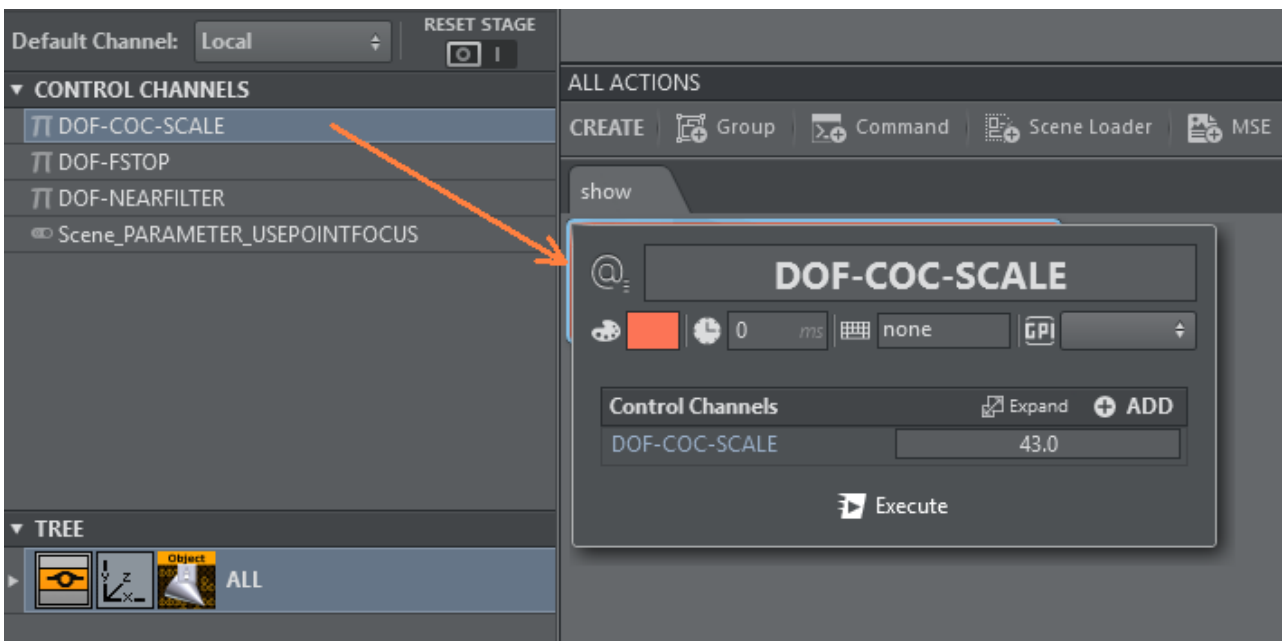 Default Channel: Local
RESET STAGE
CONTROL CHANNELS
DOF-COC-SCALE
DOF-FSTOP
DOF-NEARFILTER
Scene_PARAMETER_USEPOINTFOCUS
TREE
Object
y z
x
ALL
ALL ACTIONS
CREATE Group Command Scene Loader MSE
show
@ DOF-COC-SCALE
0 ms none GPI
Control Channels Expand ADD
DOF-COC-SCALE 43.0
Execute